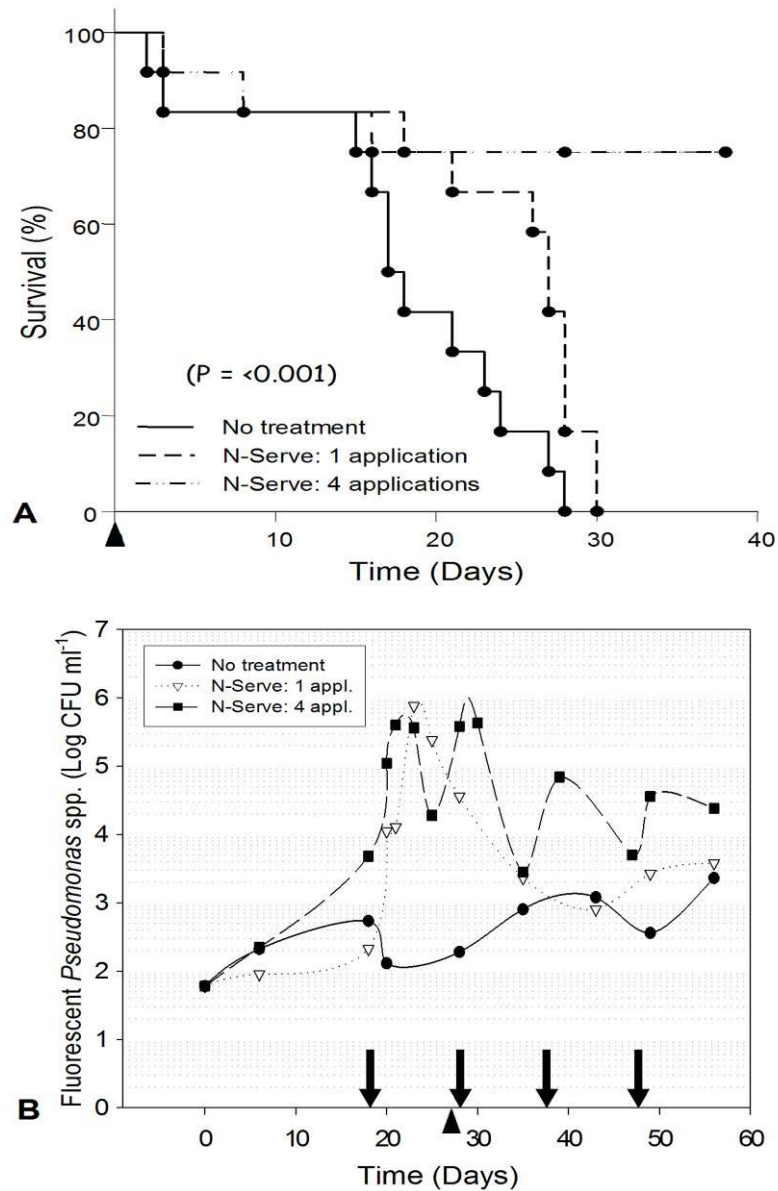 100
80
60
40
20
0
Survival (%)
(P = <0.001)
No treatment
N-Serve: 1 application
N-Serve: 4 applications
A
10
20
30
40
Time (Days)
7
6
5
4
3
2
1
0
Fluorescent Pseudomonas spp. (Log CFU ml⁻¹)
No treatment
N-Serve: 1 appl.
N-Serve: 4 appl.
B
0
10
20
30
40
50
60
Time (Days)